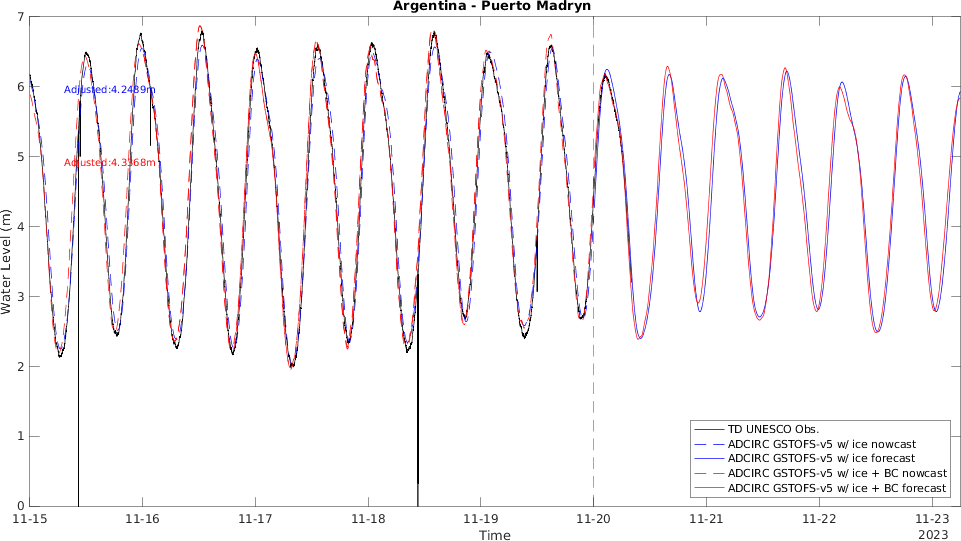 Argentina - Puerto Madryn
7
6
5
4
3
2
1
0
Water Level (m)
Adjusted:4.2489m
Adjusted:4.3368m
TD UNESCO Obs.
ADCIRC GSTOFS-v5 w/ ice nowcast
ADCIRC GSTOFS-v5 w/ ice forecast
ADCIRC GSTOFS-v5 w/ ice + BC nowcast
ADCIRC GSTOFS-v5 w/ ice + BC forecast
11-15 11-16 11-17 11-18 11-19 11-20 11-21 11-22 11-23
Time
2023